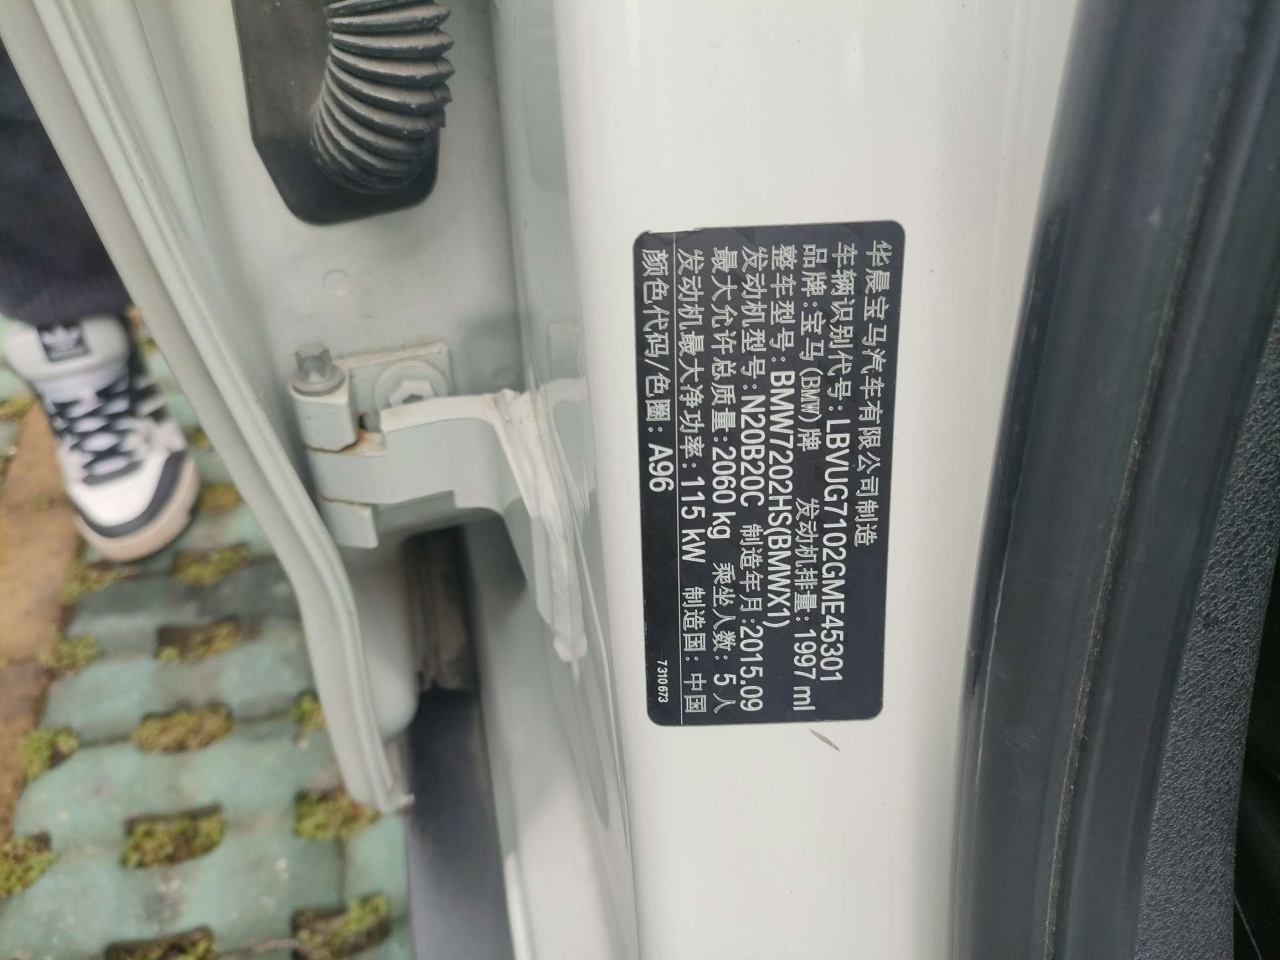 华晨宝马汽车有限公司制造
车辆识别代号:LBVUG7102GME45301
品牌:宝马(BMW)牌 发动机排量:1997 ml
整车型号:BMW7202HS(BMWX1)
发动机型号:N20B20C 制造年月:2015.09
最大允许总质量:2060 kg 乘坐人数:5 人
发动机最大净功率:115 kW 制造国:中国
颜色代码/色圈:A96 7310673